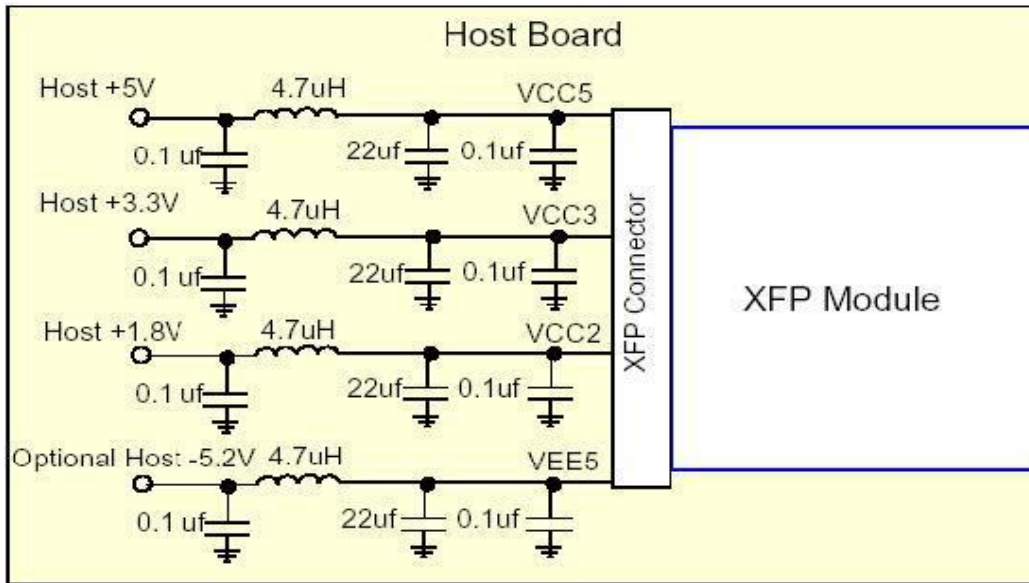 Host Board
Host +5V
4.7uH
VCC5
0.1 uf
22uf
0.1uf
Host +3.3V
4.7uH
VCC3
0.1 uf
22uf
0.1uf
Host +1.8V
4.7uH
VCC2
0.1 uf
22uf
0.1uf
Optional Host -5.2V
4.7uH
VEE5
0.1 uf
22uf
0.1uf
XFP Connector
XFP Module